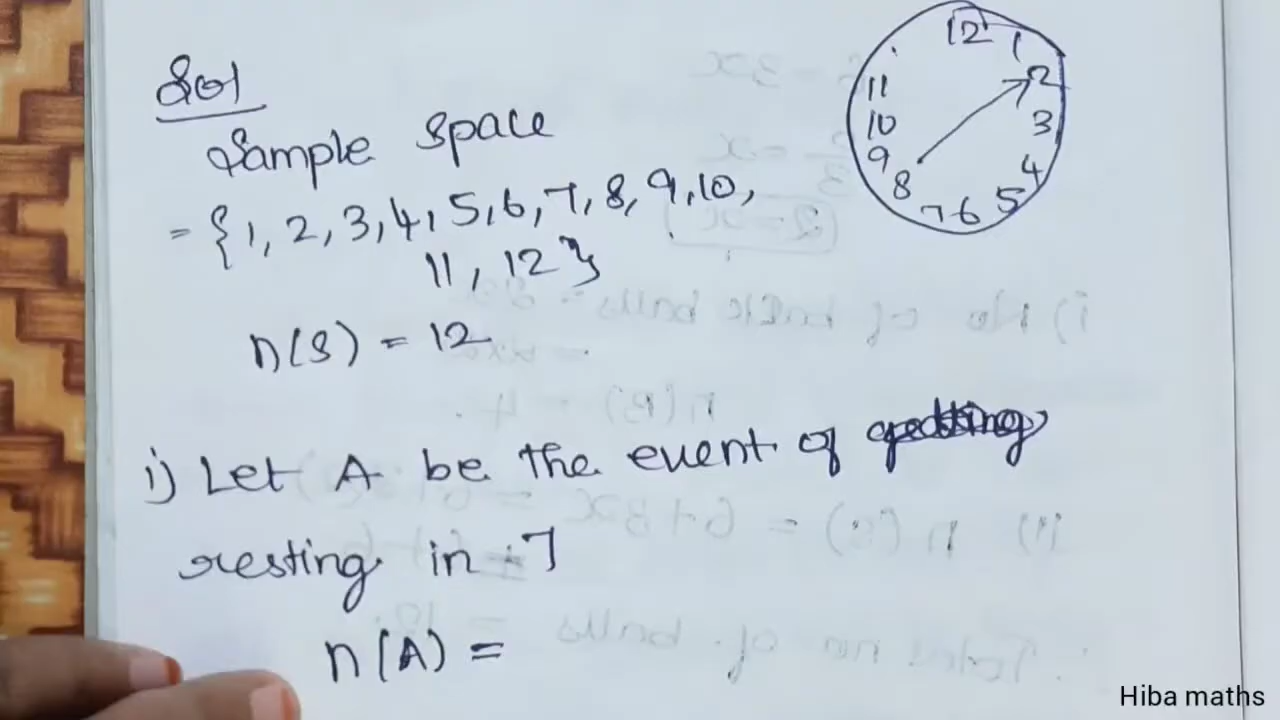 Sol
Sample Space
= {1, 2, 3, 4, 5, 6, 7, 8, 9, 10,
11, 12}
n(S) = 12
i) Let A be the event of
resting in 7
n(A) =
12
1
2
3
4
5
6
7
8
9
10
11
Hiba maths